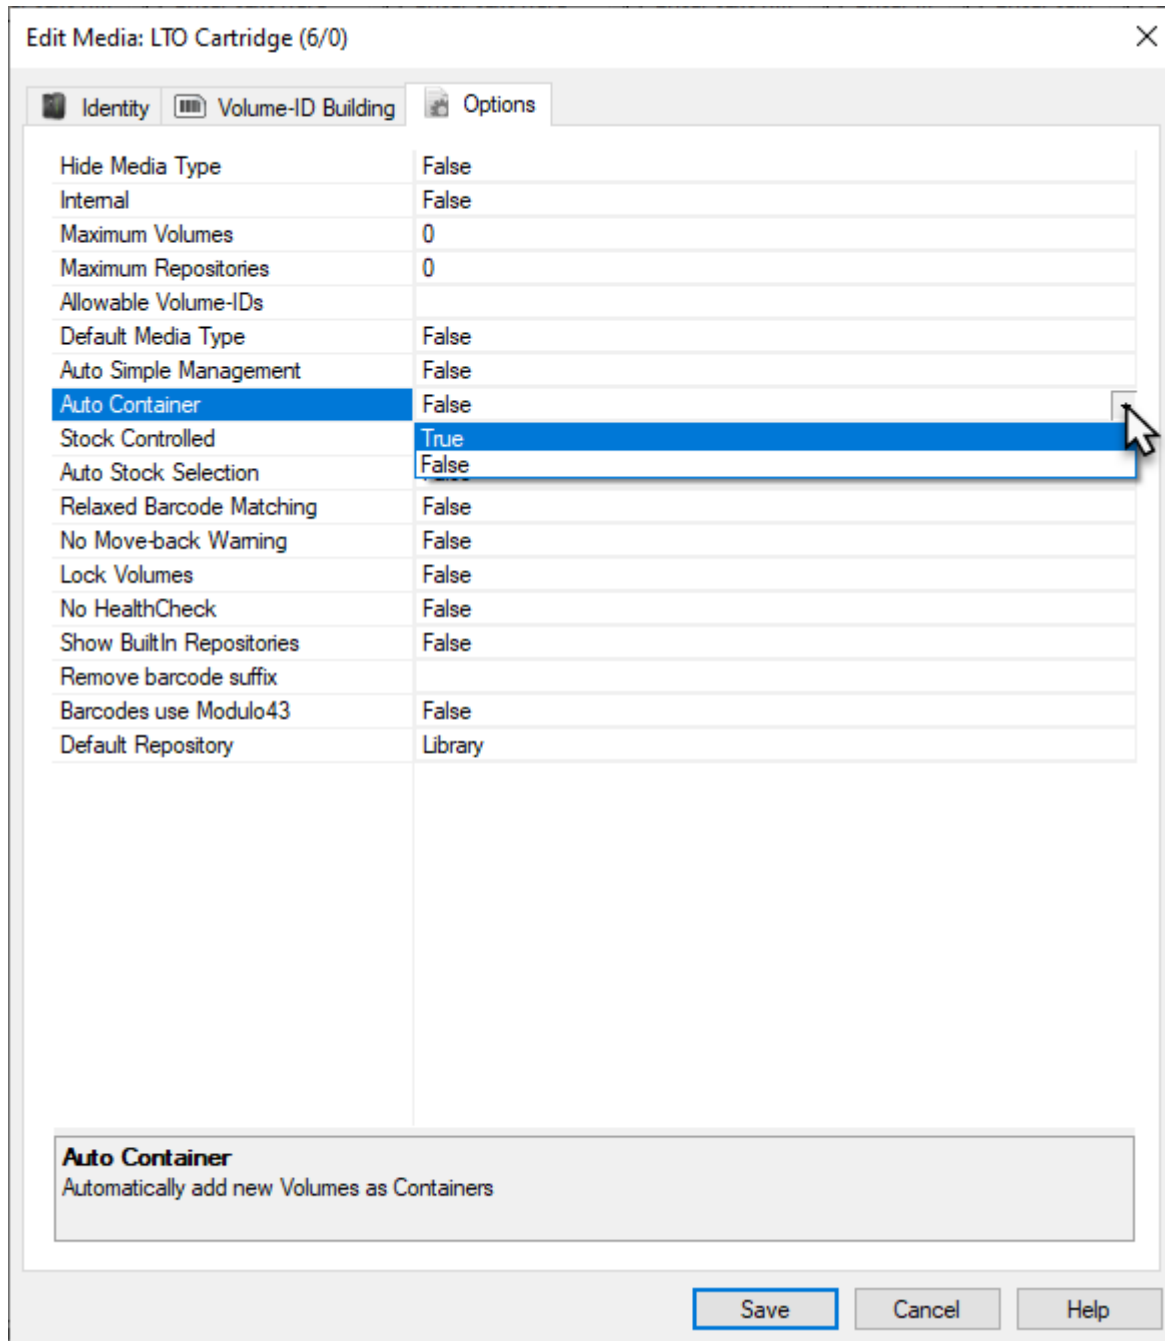 Edit Media: LTO Cartridge (6/0)
Identity Volume-ID Building Options
Hide Media Type False
Internal False
Maximum Volumes 0
Maximum Repositories 0
Allowable Volume-IDs
Default Media Type False
Auto Simple Management False
Auto Container False
Stock Controlled True
False
Auto Stock Selection
Relaxed Barcode Matching False
No Move-back Warning False
Lock Volumes False
No HealthCheck False
Show BuiltIn Repositories False
Remove barcode suffix
Barcodes use Modulo43 False
Default Repository Library
Auto Container
Automatically add new Volumes as Containers
Save Cancel Help